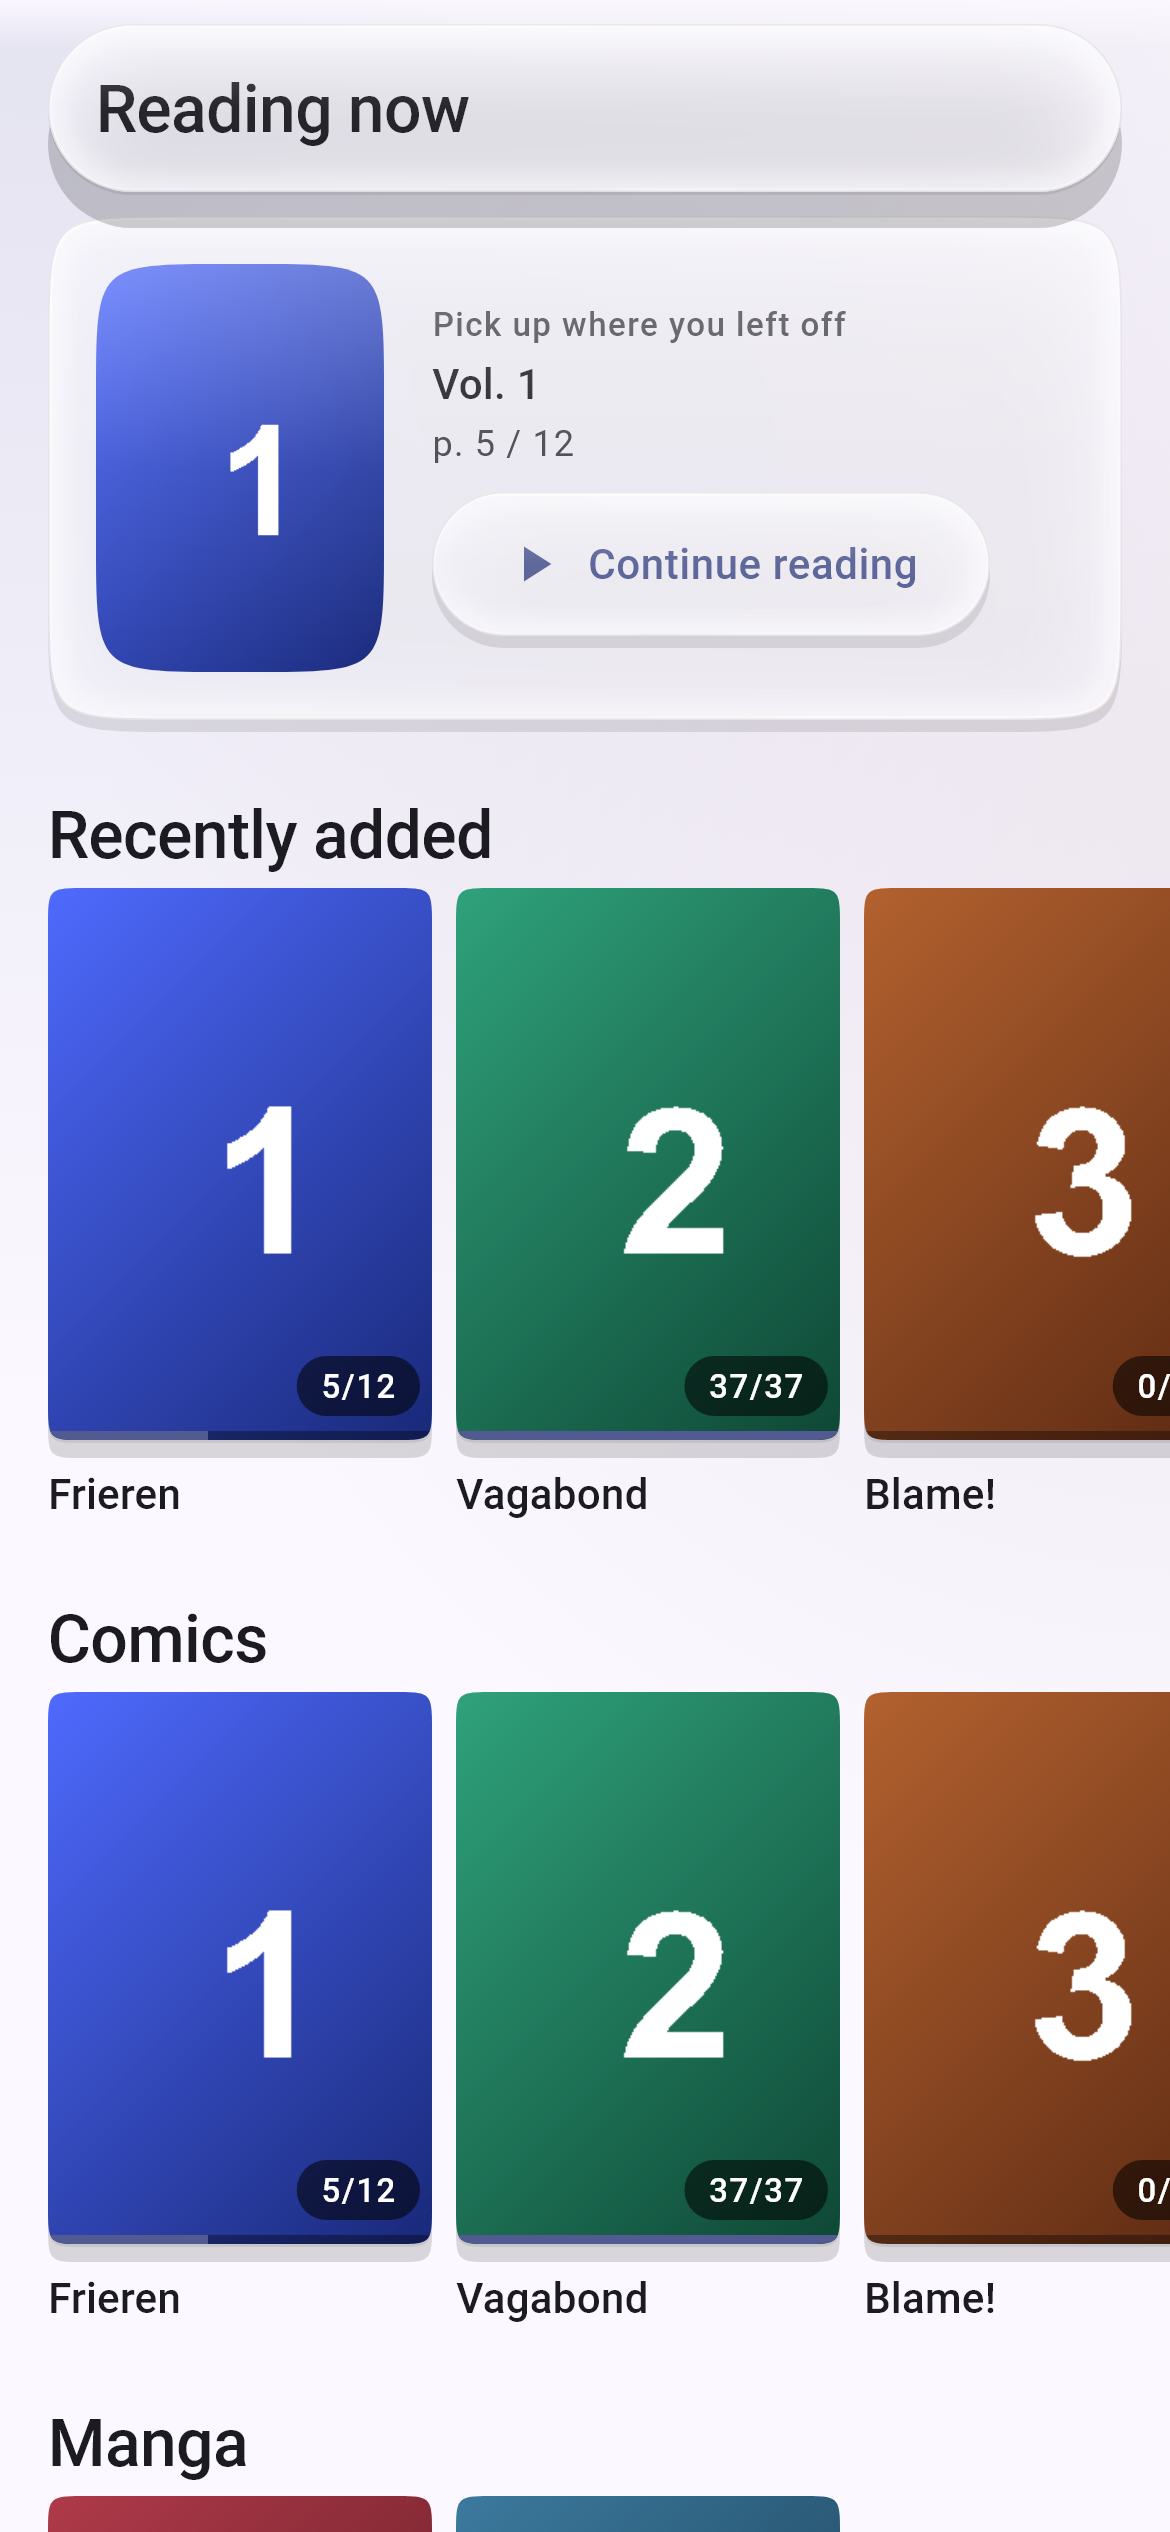 Reading now
1
Pick up where you left off
Vol. 1
p. 5 / 12
Continue reading
Recently added
1
2
3
5/12
37/37
0/
Frieren
Vagabond
Blame!
Comics
1
2
3
5/12
37/37
0/
Frieren
Vagabond
Blame!
Manga